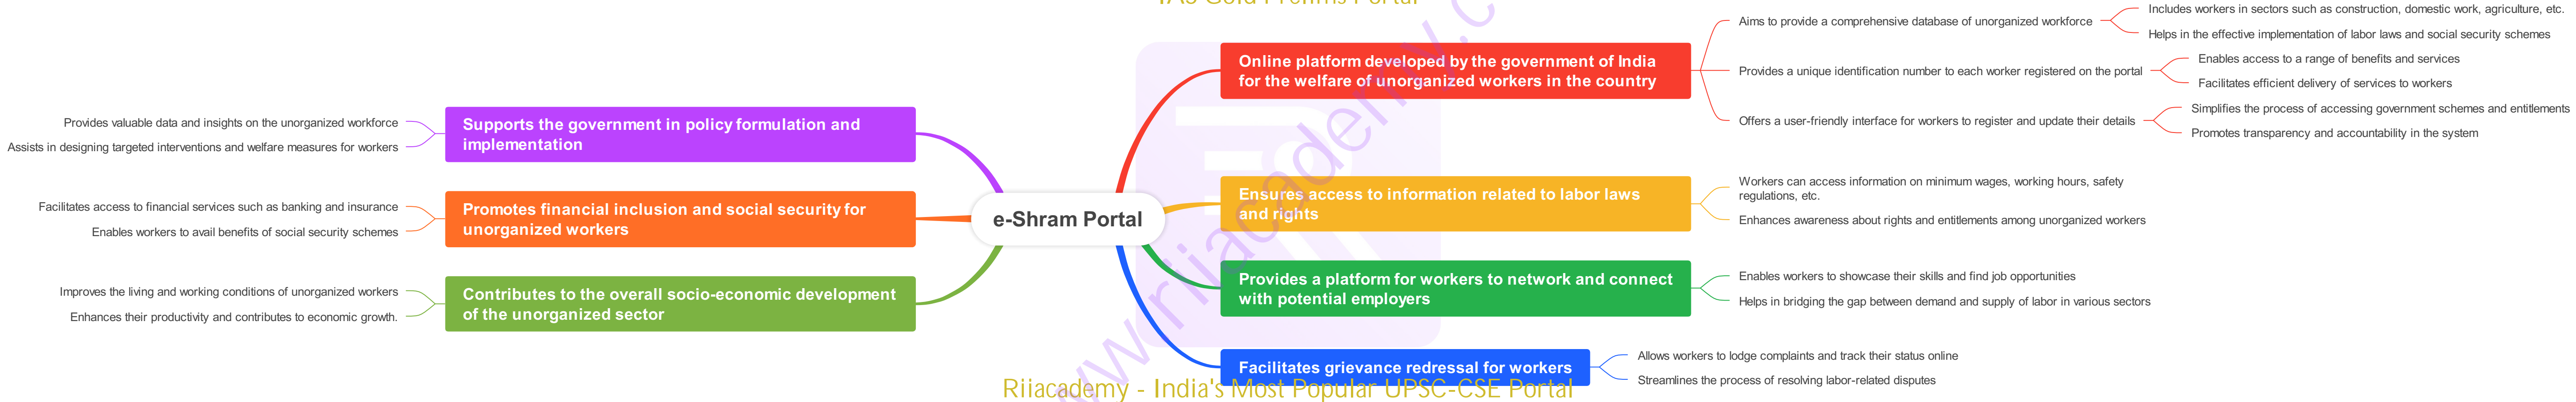 IAS Gold Prelims Portal
e-Shram Portal
Online platform developed by the government of India
for the welfare of unorganized workers in the country
Aims to provide a comprehensive database of unorganized workforce
Includes workers in sectors such as construction, domestic work, agriculture, etc.
Helps in the effective implementation of labor laws and social security schemes
Provides a unique identification number to each worker registered on the portal
Enables access to a range of benefits and services
Facilitates efficient delivery of services to workers
Offers a user-friendly interface for workers to register and update their details
Simplifies the process of accessing government schemes and entitlements
Promotes transparency and accountability in the system
Ensures access to information related to labor laws
and rights
Workers can access information on minimum wages, working hours, safety
regulations, etc.
Enhances awareness about rights and entitlements among unorganized workers
Provides a platform for workers to network and connect
with potential employers
Enables workers to showcase their skills and find job opportunities
Helps in bridging the gap between demand and supply of labor in various sectors
Facilitates grievance redressal for workers
Allows workers to lodge complaints and track their status online
Streamlines the process of resolving labor-related disputes
Supports the government in policy formulation and
implementation
Provides valuable data and insights on the unorganized workforce
Assists in designing targeted interventions and welfare measures for workers
Promotes financial inclusion and social security for
unorganized workers
Facilitates access to financial services such as banking and insurance
Enables workers to avail benefits of social security schemes
Contributes to the overall socio-economic development
of the unorganized sector
Improves the living and working conditions of unorganized workers
Enhances their productivity and contributes to economic growth.
Riiacademy - India's Most Popular UPSC-CSE Portal